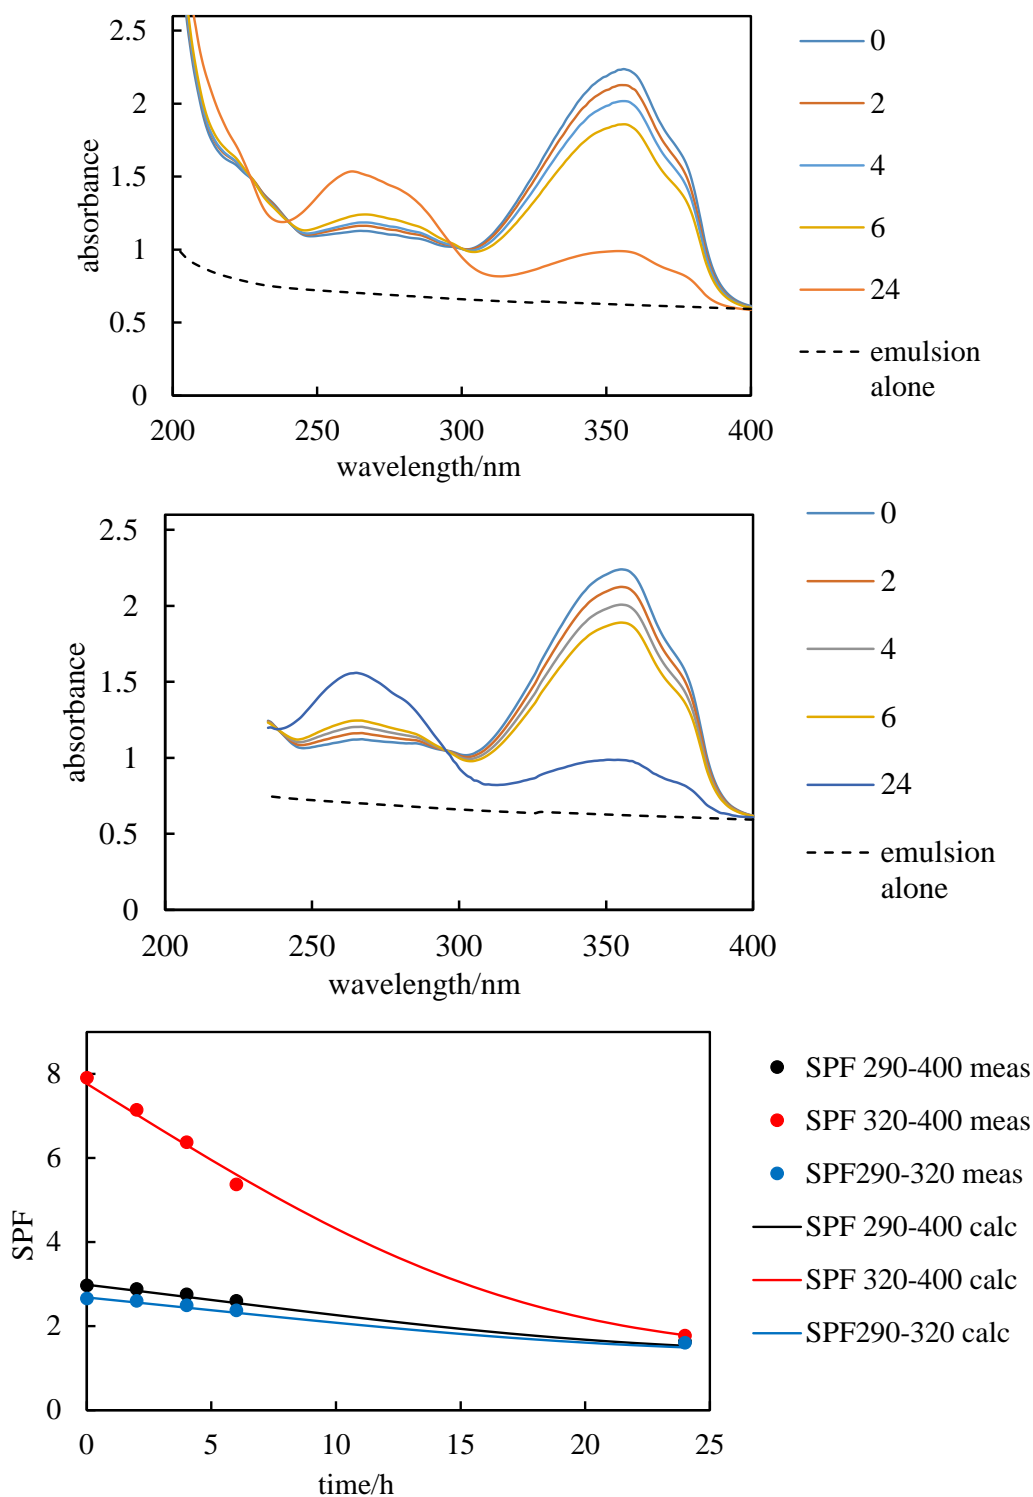 2.5
2
1.5
1
0.5
0
absorbance
200
250
300
350
400
wavelength/nm
0
2
4
6
24
emulsion
alone
2.5
2
1.5
1
0.5
0
absorbance
200
250
300
350
400
wavelength/nm
0
2
4
6
24
emulsion
alone
8
6
4
2
0
SPF
0
5
10
15
20
25
time/h
SPF 290-400 meas
SPF 320-400 meas
SPF290-320 meas
SPF 290-400 calc
SPF 320-400 calc
SPF290-320 calc